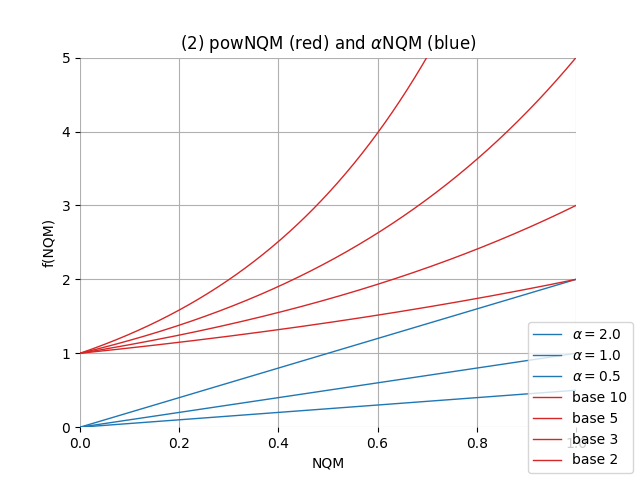 (2) powNQM (red) and αNQM (blue)
f(NQM)
5
4
3
2
1
0
0.0 0.2 0.4 0.6 0.8 1.0
NQM
α = 2.0
α = 1.0
α = 0.5
base 10
base 5
base 3
base 2